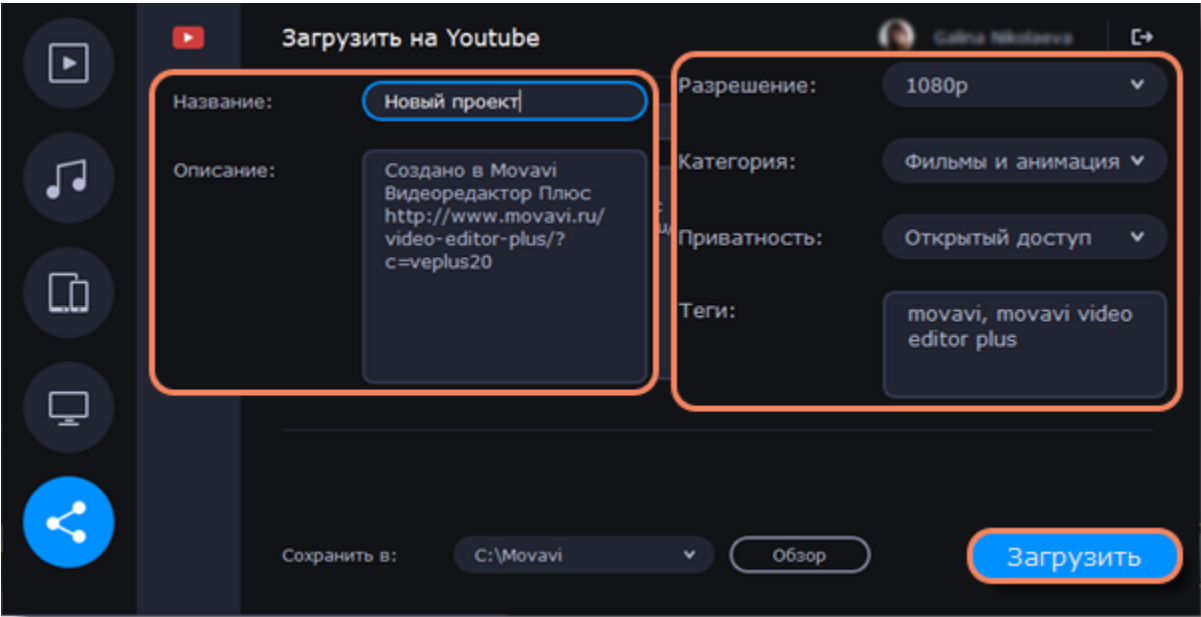 Загрузить на Youtube
Galina Nikolaeva
Название:
Новый проект
Описание:
Создано в Movavi
Видеоредактор Плюс
http://www.movavi.ru/
video-editor-plus/?
c=veplus20
Разрешение:
1080p
Категория:
Фильмы и анимация
Приватность:
Открытый доступ
Теги:
movavi, movavi video
editor plus
Сохранить в:
C:\Movavi
Обзор
Загрузить